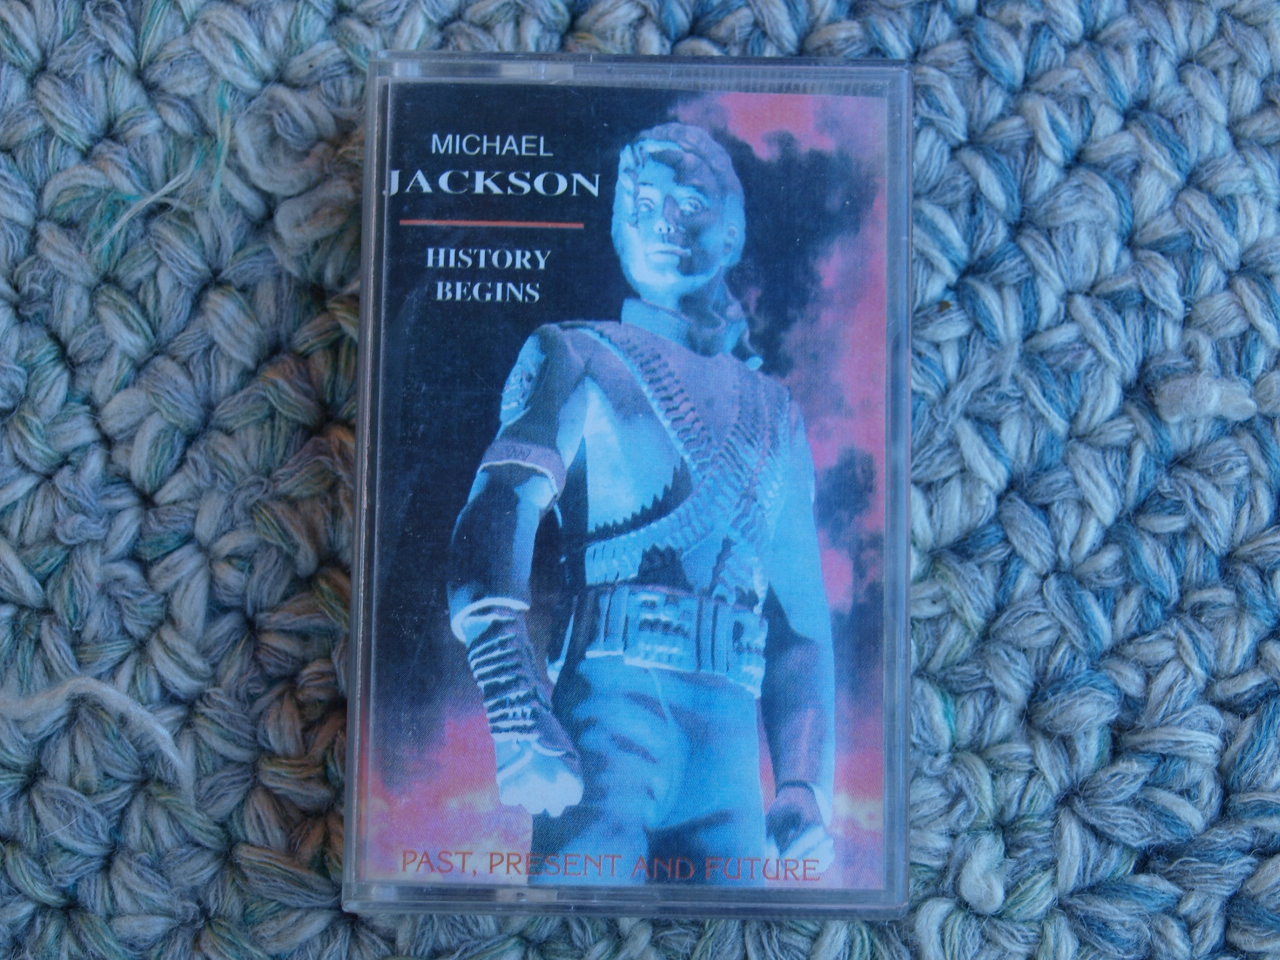 MICHAEL
JACKSON
HISTORY
BEGINS
PAST, PRESENT AND FUTURE